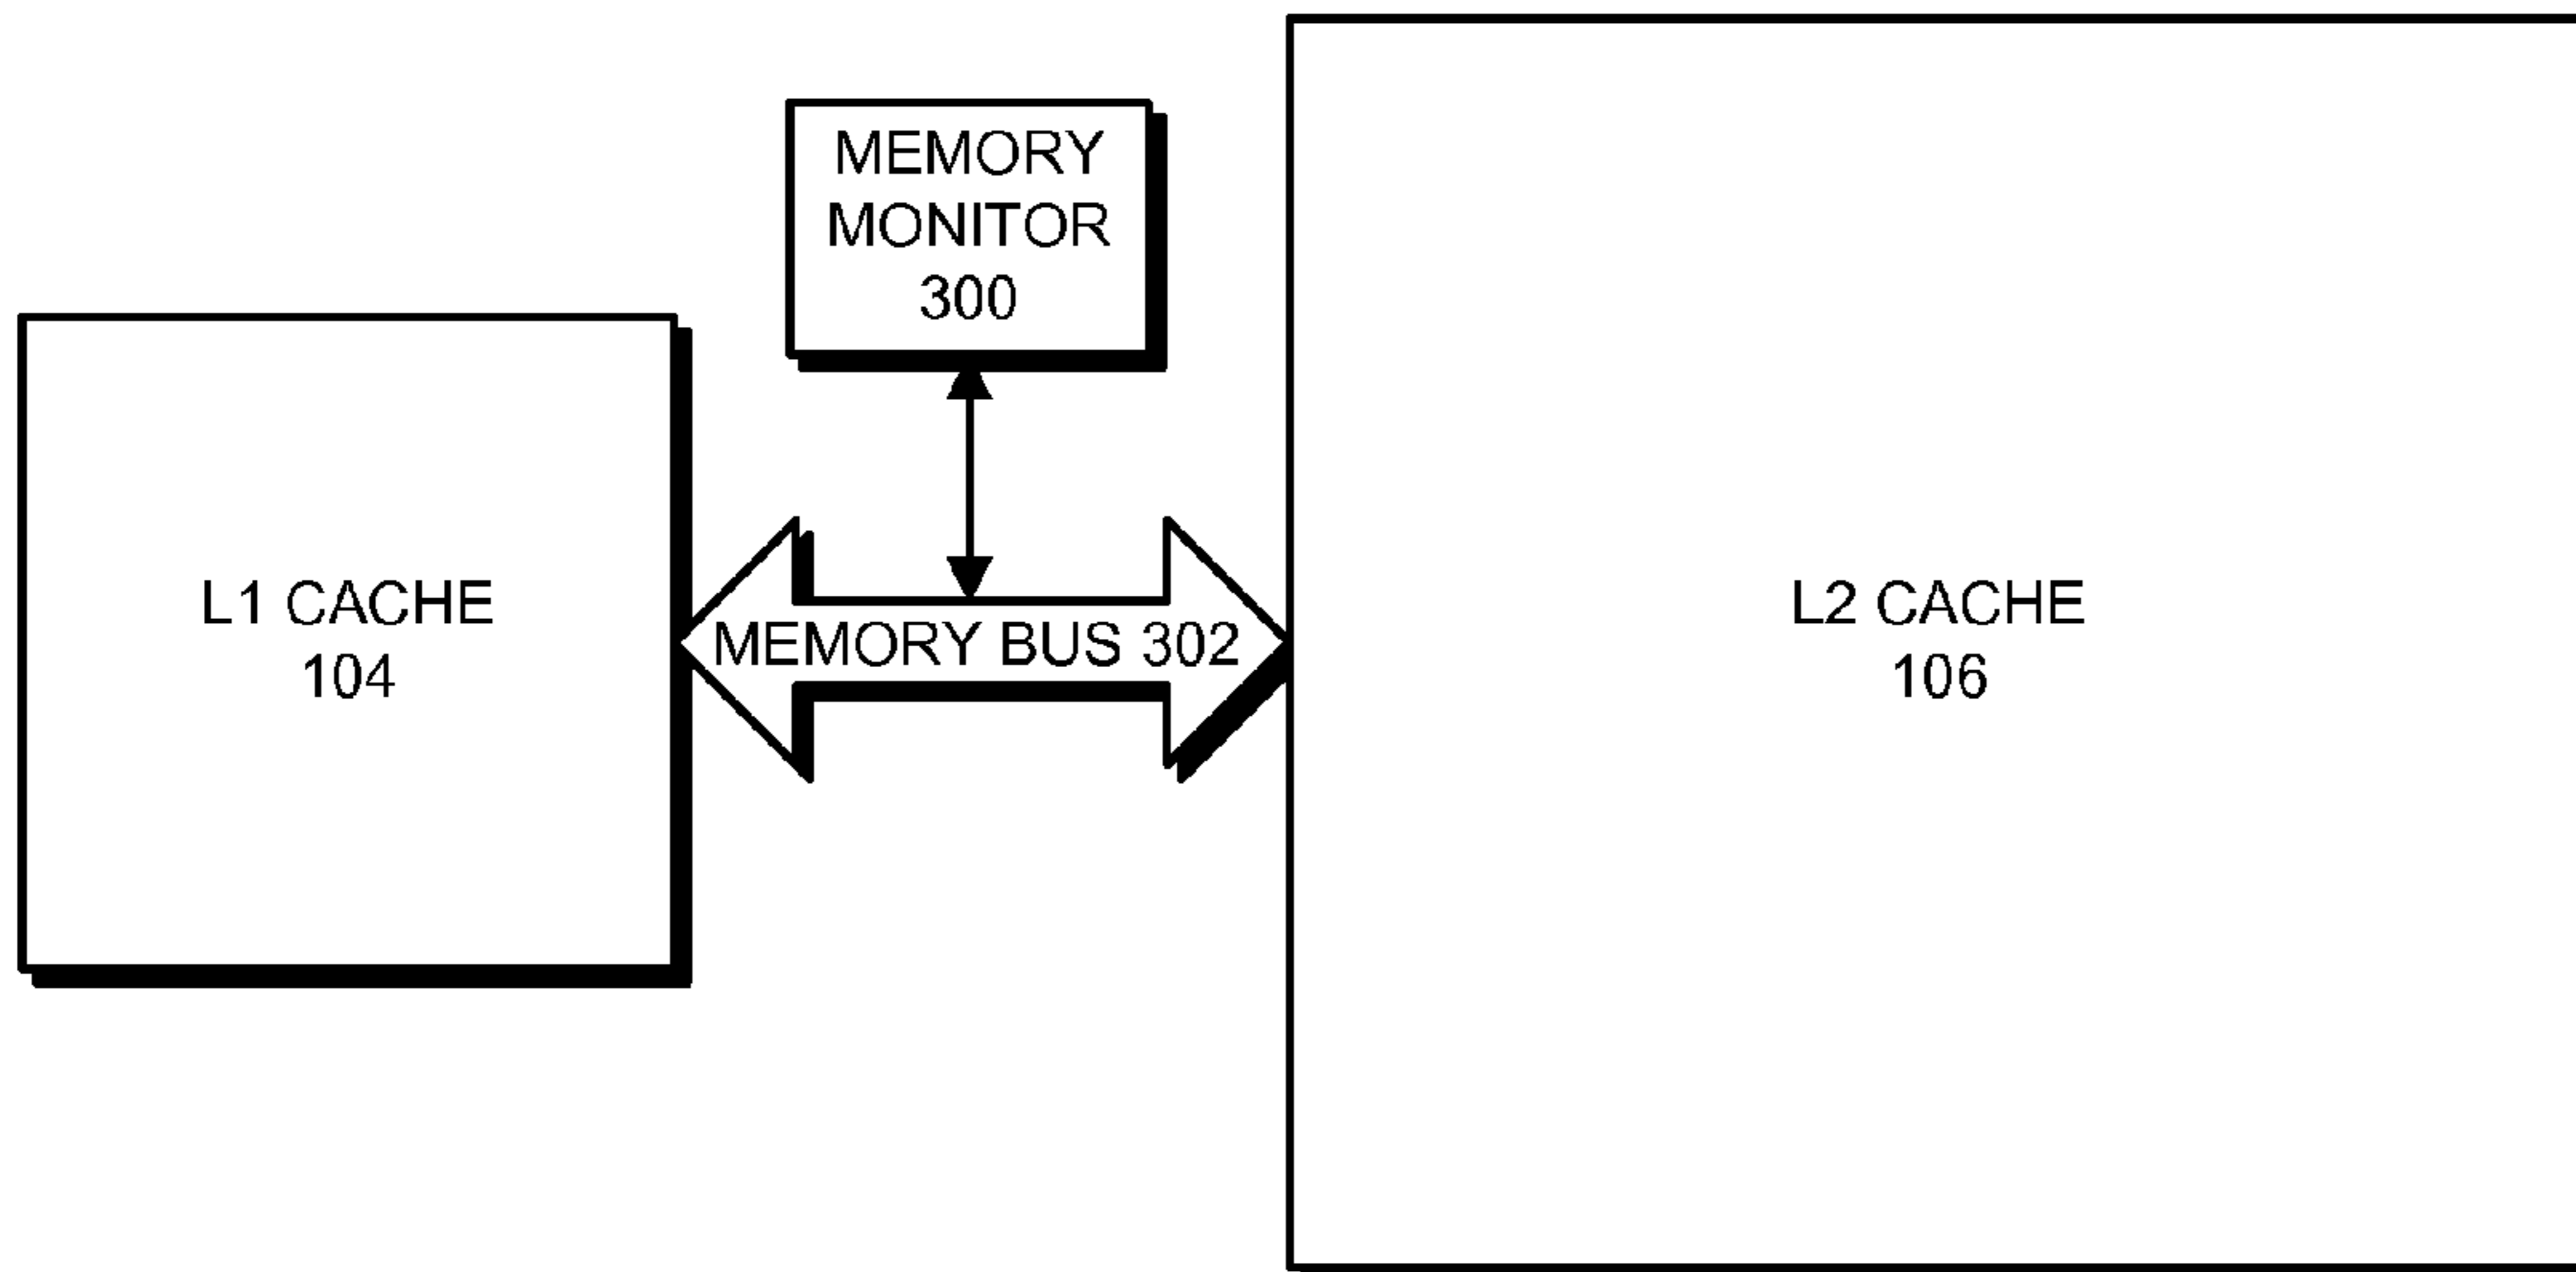 MEMORY
MONITOR
300
L1 CACHE
104
MEMORY BUS 302
L2 CACHE
106